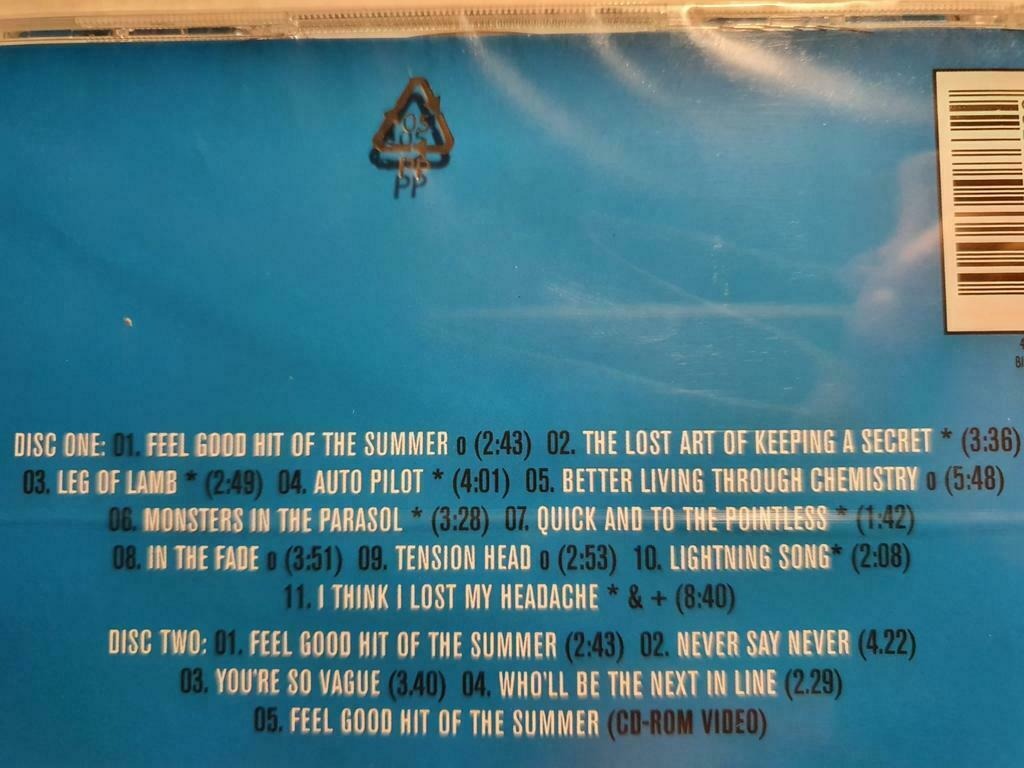 05
PP
DISC ONE: 01. FEEL GOOD HIT OF THE SUMMER o (2:43) 02. THE LOST ART OF KEEPING A SECRET * (3:36)
03. LEG OF LAMB * (2:49) 04. AUTO PILOT * (4:01) 05. BETTER LIVING THROUGH CHEMISTRY o (5:48)
06. MONSTERS IN THE PARASOL * (3:28) 07. QUICK AND TO THE POINTLESS * (1:42)
08. IN THE FADE o (3:51) 09. TENSION HEAD o (2:53) 10. LIGHTNING SONG* (2:08)
11. I THINK I LOST MY HEADACHE * & + (8:40)
DISC TWO: 01. FEEL GOOD HIT OF THE SUMMER (2:43) 02. NEVER SAY NEVER (4.22)
03. YOU'RE SO VAGUE (3.40) 04. WHO'LL BE THE NEXT IN LINE (2.29)
05. FEEL GOOD HIT OF THE SUMMER (CD-ROM VIDEO)